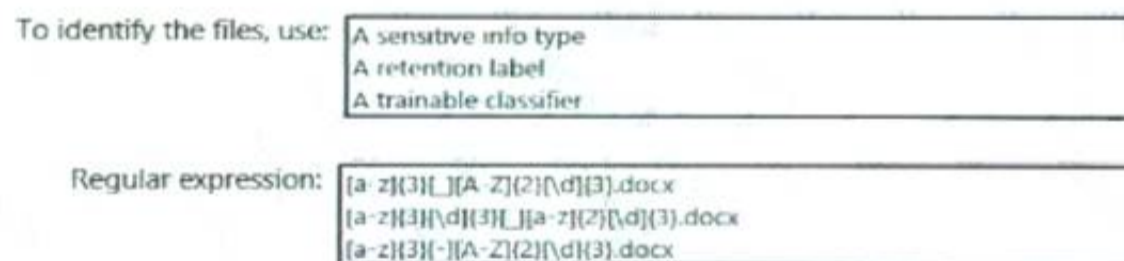 To identify the files, use:
A sensitive info type
A retention label
A trainable classifier
Regular expression:
[a-z]{3}[_][A-Z]{2}[\d]{3}.docx
[a-z]{3}[\d]{3}[_][a-z]{2}[\d]{3}.docx
[a-z]{3}[-][A-Z]{2}[\d]{3}.docx